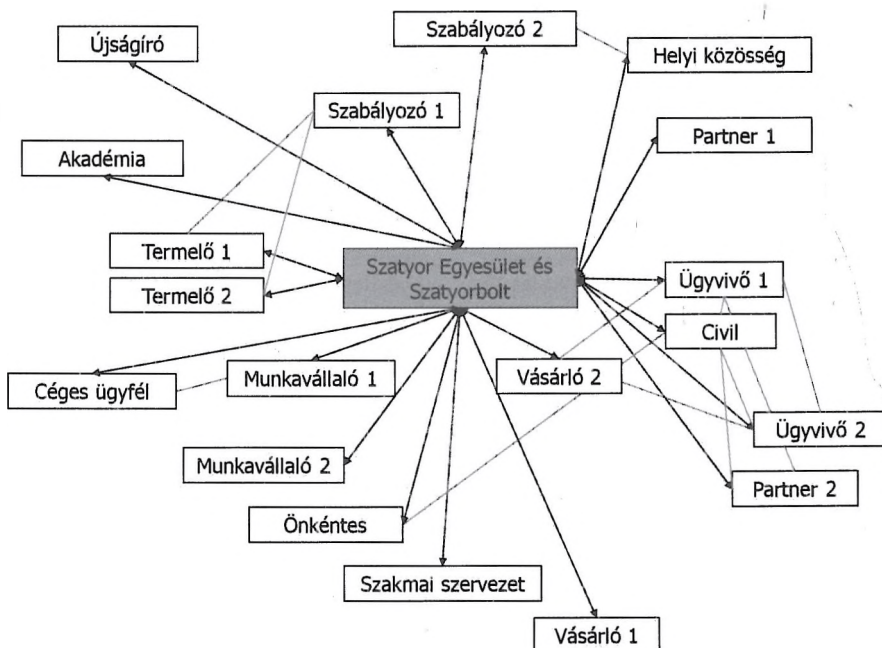 Szabályozó 2
Újságíró
Helyi közösség
Szabályozó 1
Partner 1
Akadémia
Termelő 1
Szatyor Egyesület és
Szatyorbolt
Ügyvivő 1
Termelő 2
Civil
Céges ügyfél
Munkavállaló 1
Vásárló 2
Ügyvivő 2
Munkavállaló 2
Partner 2
Önkéntes
Szakmai szervezet
Vásárló 1